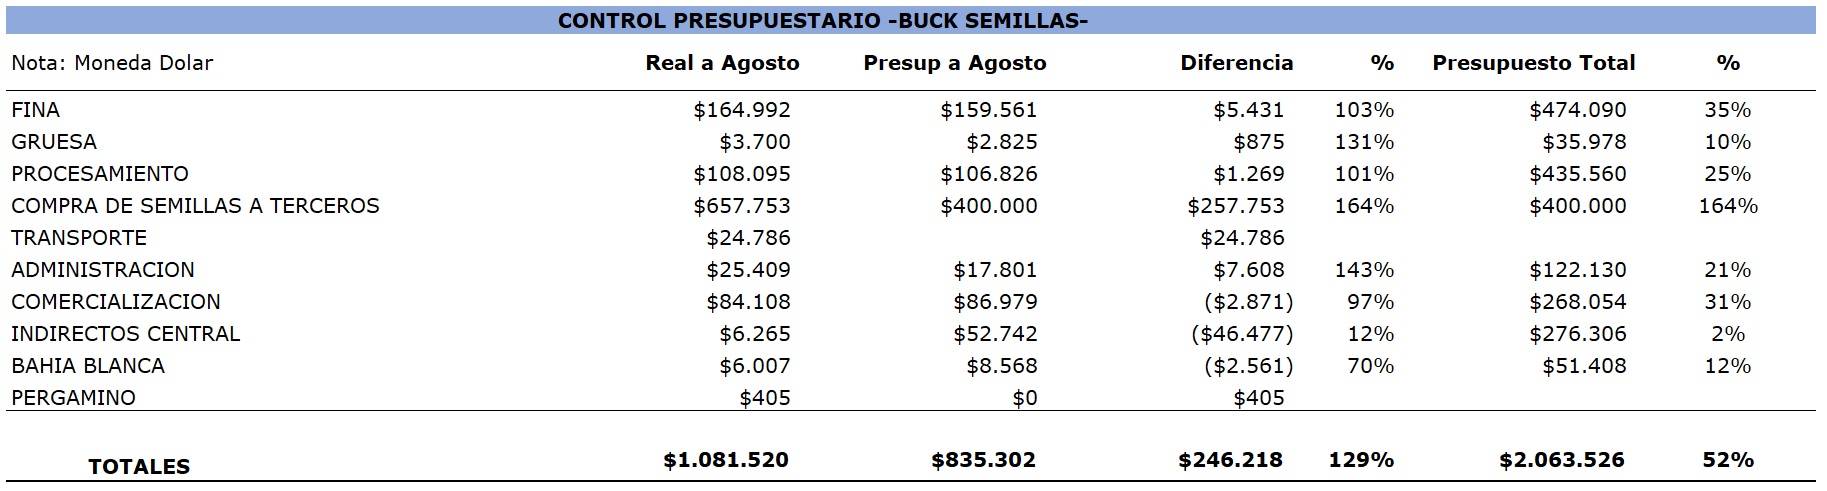 CONTROL PRESUPUESTARIO -BUCK SEMILLAS-
Nota: Moneda Dolar Real a Agosto Presup a Agosto Diferencia % Presupuesto Total %
FINA $164.992 $159.561 $5.431 103% $474.090 35%
GRUESA $3.700 $2.825 $875 131% $35.978 10%
PROCESAMIENTO $108.095 $106.826 $1.269 101% $435.560 25%
COMPRA DE SEMILLAS A TERCEROS $657.753 $400.000 $257.753 164% $400.000 164%
TRANSPORTE $24.786 $24.786
ADMINISTRACION $25.409 $17.801 $7.608 143% $122.130 21%
COMERCIALIZACION $84.108 $86.979 ($2.871) 97% $268.054 31%
INDIRECTOS CENTRAL $6.265 $52.742 ($46.477) 12% $276.306 2%
BAHIA BLANCA $6.007 $8.568 ($2.561) 70% $51.408 12%
PERGAMINO $405 $0 $405
TOTALES $1.081.520 $835.302 $246.218 129% $2.063.526 52%